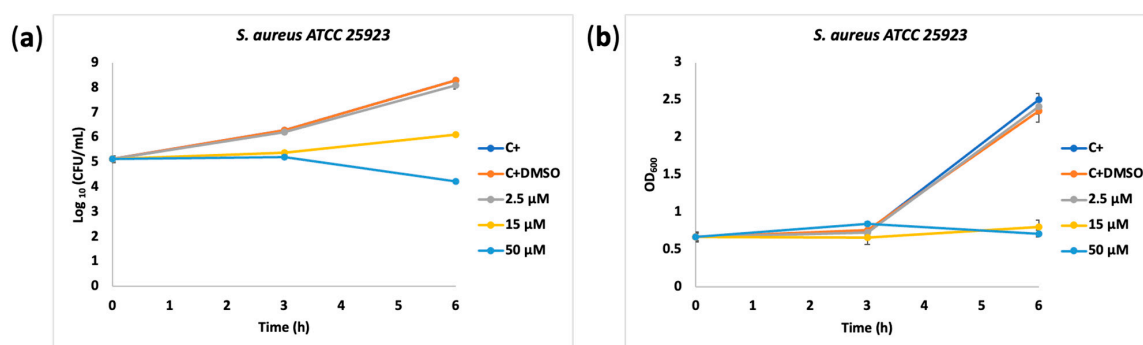 (a)
S. aureus ATCC 25923
Log 10 (CFU/mL)
9
8
7
6
5
4
3
2
1
0
0 1 2 3 4 5 6
Time (h)
C+
C+DMSO
2.5 µM
15 µM
50 µM
(b)
S. aureus ATCC 25923
OD600
3
2.5
2
1.5
1
0.5
0
0 1 2 3 4 5 6
Time (h)
C+
C+DMSO
2.5 µM
15 µM
50 µM